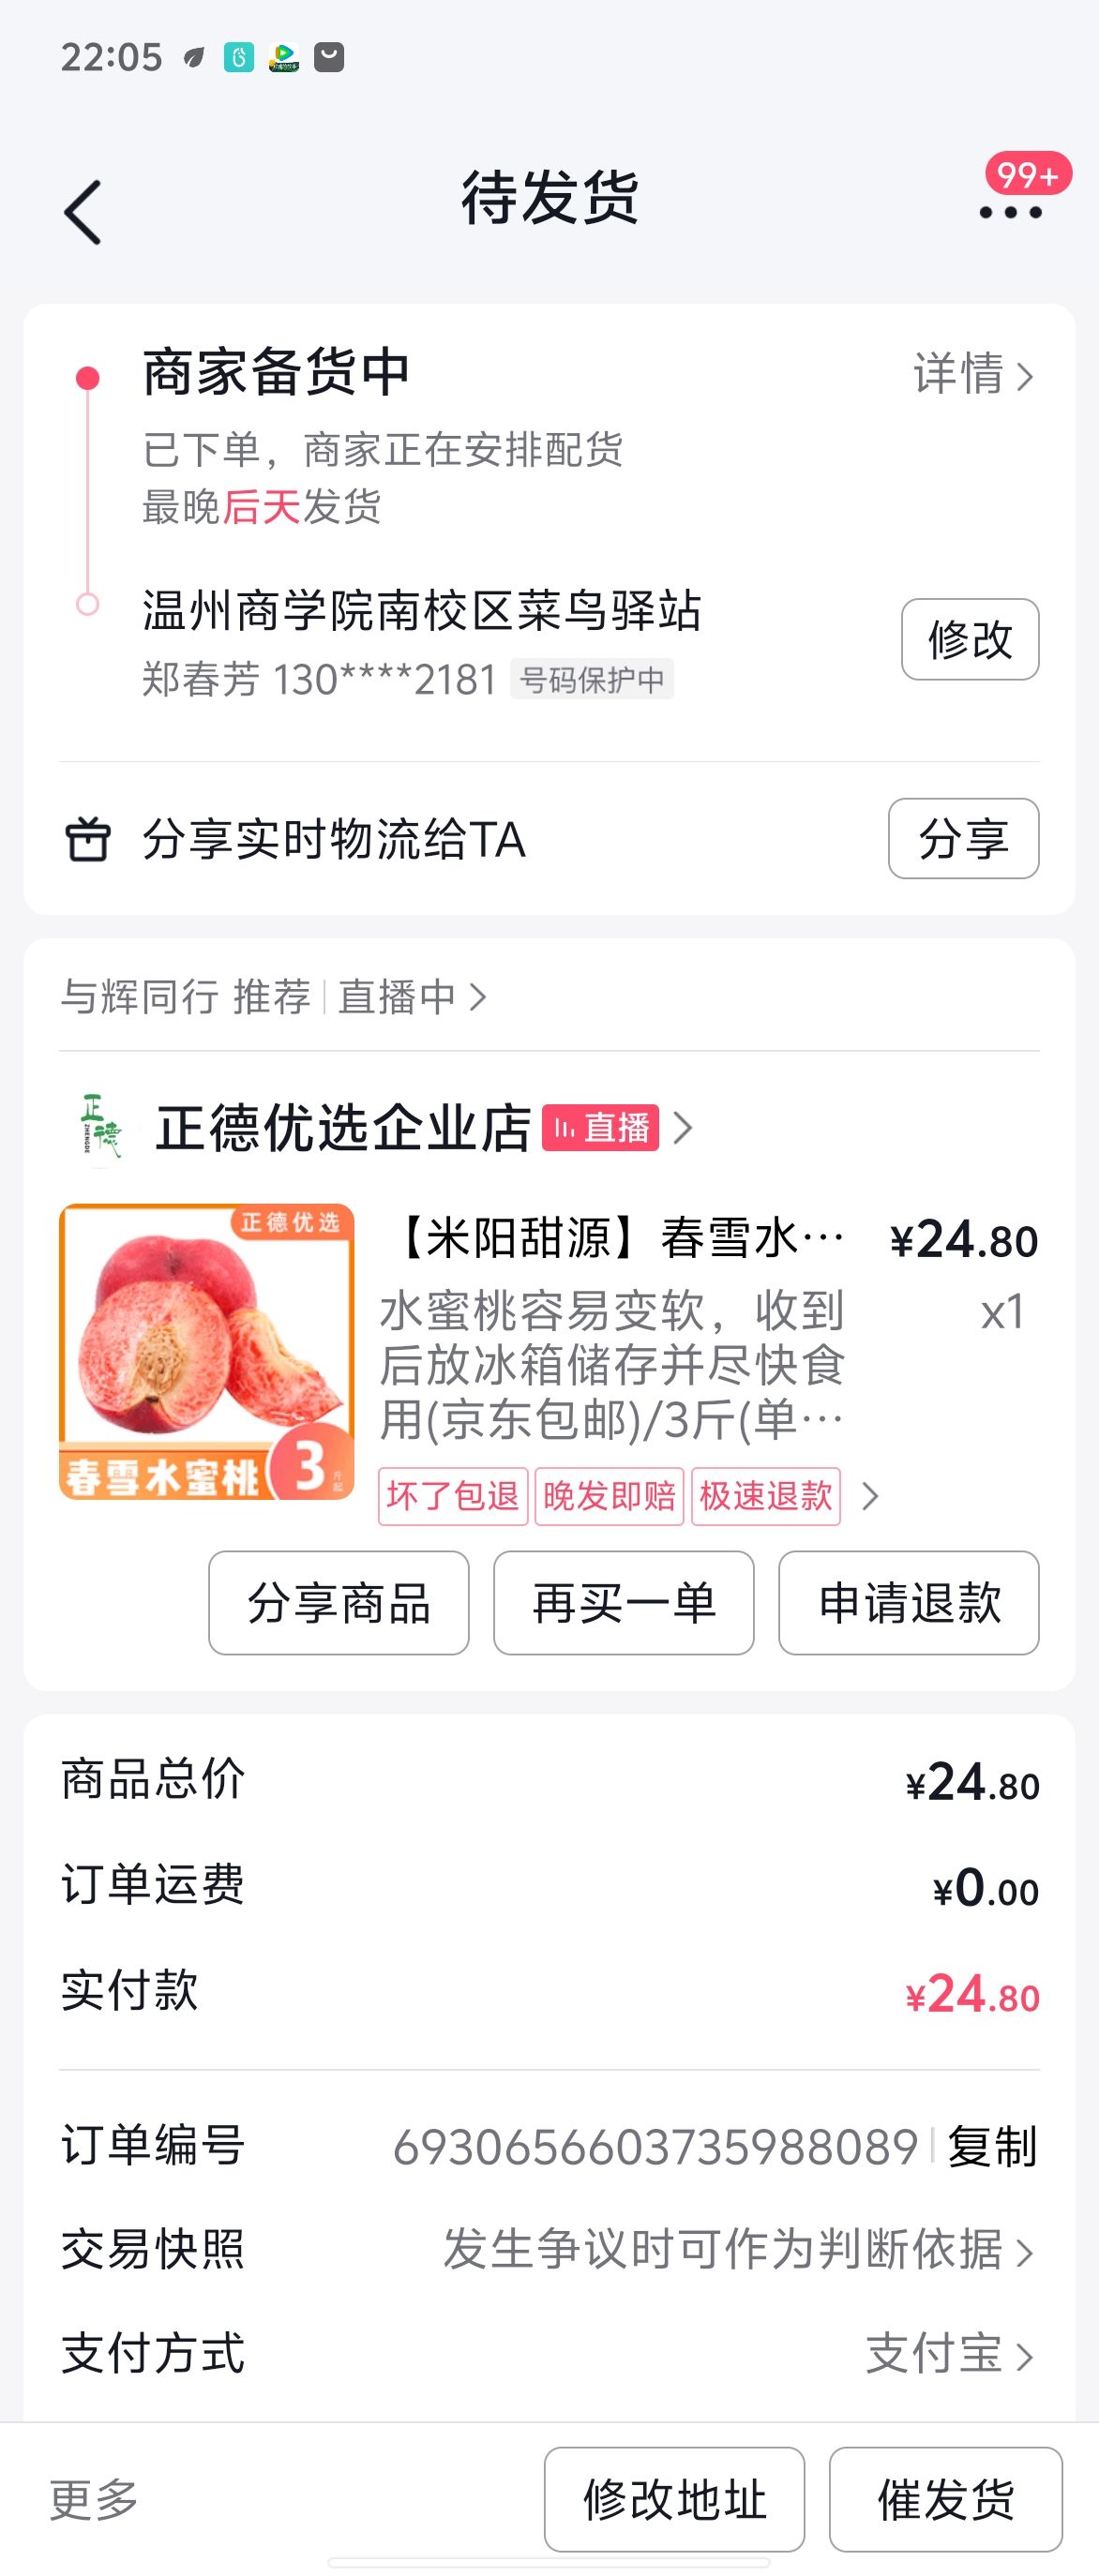 22:05
待发货
99+
商家备货中
详情
已下单，商家正在安排配货
最晚后天发货
温州商学院南校区菜鸟驿站
修改
郑春芳 130****2181 号码保护中
分享实时物流给TA
分享
与辉同行 推荐 直播中
正德 ZHENGDE
正德优选企业店 直播
正德优选
春雪水蜜桃 3 斤起
【米阳甜源】春雪水… ¥24.80
水蜜桃容易变软，收到 x1
后放冰箱储存并尽快食
用(京东包邮)/3斤(单…
坏了包退 晚发即赔 极速退款
分享商品 再买一单 申请退款
商品总价 ¥24.80
订单运费 ¥0.00
实付款 ¥24.80
订单编号 6930656603735988089 复制
交易快照 发生争议时可作为判断依据
支付方式 支付宝
更多 修改地址 催发货